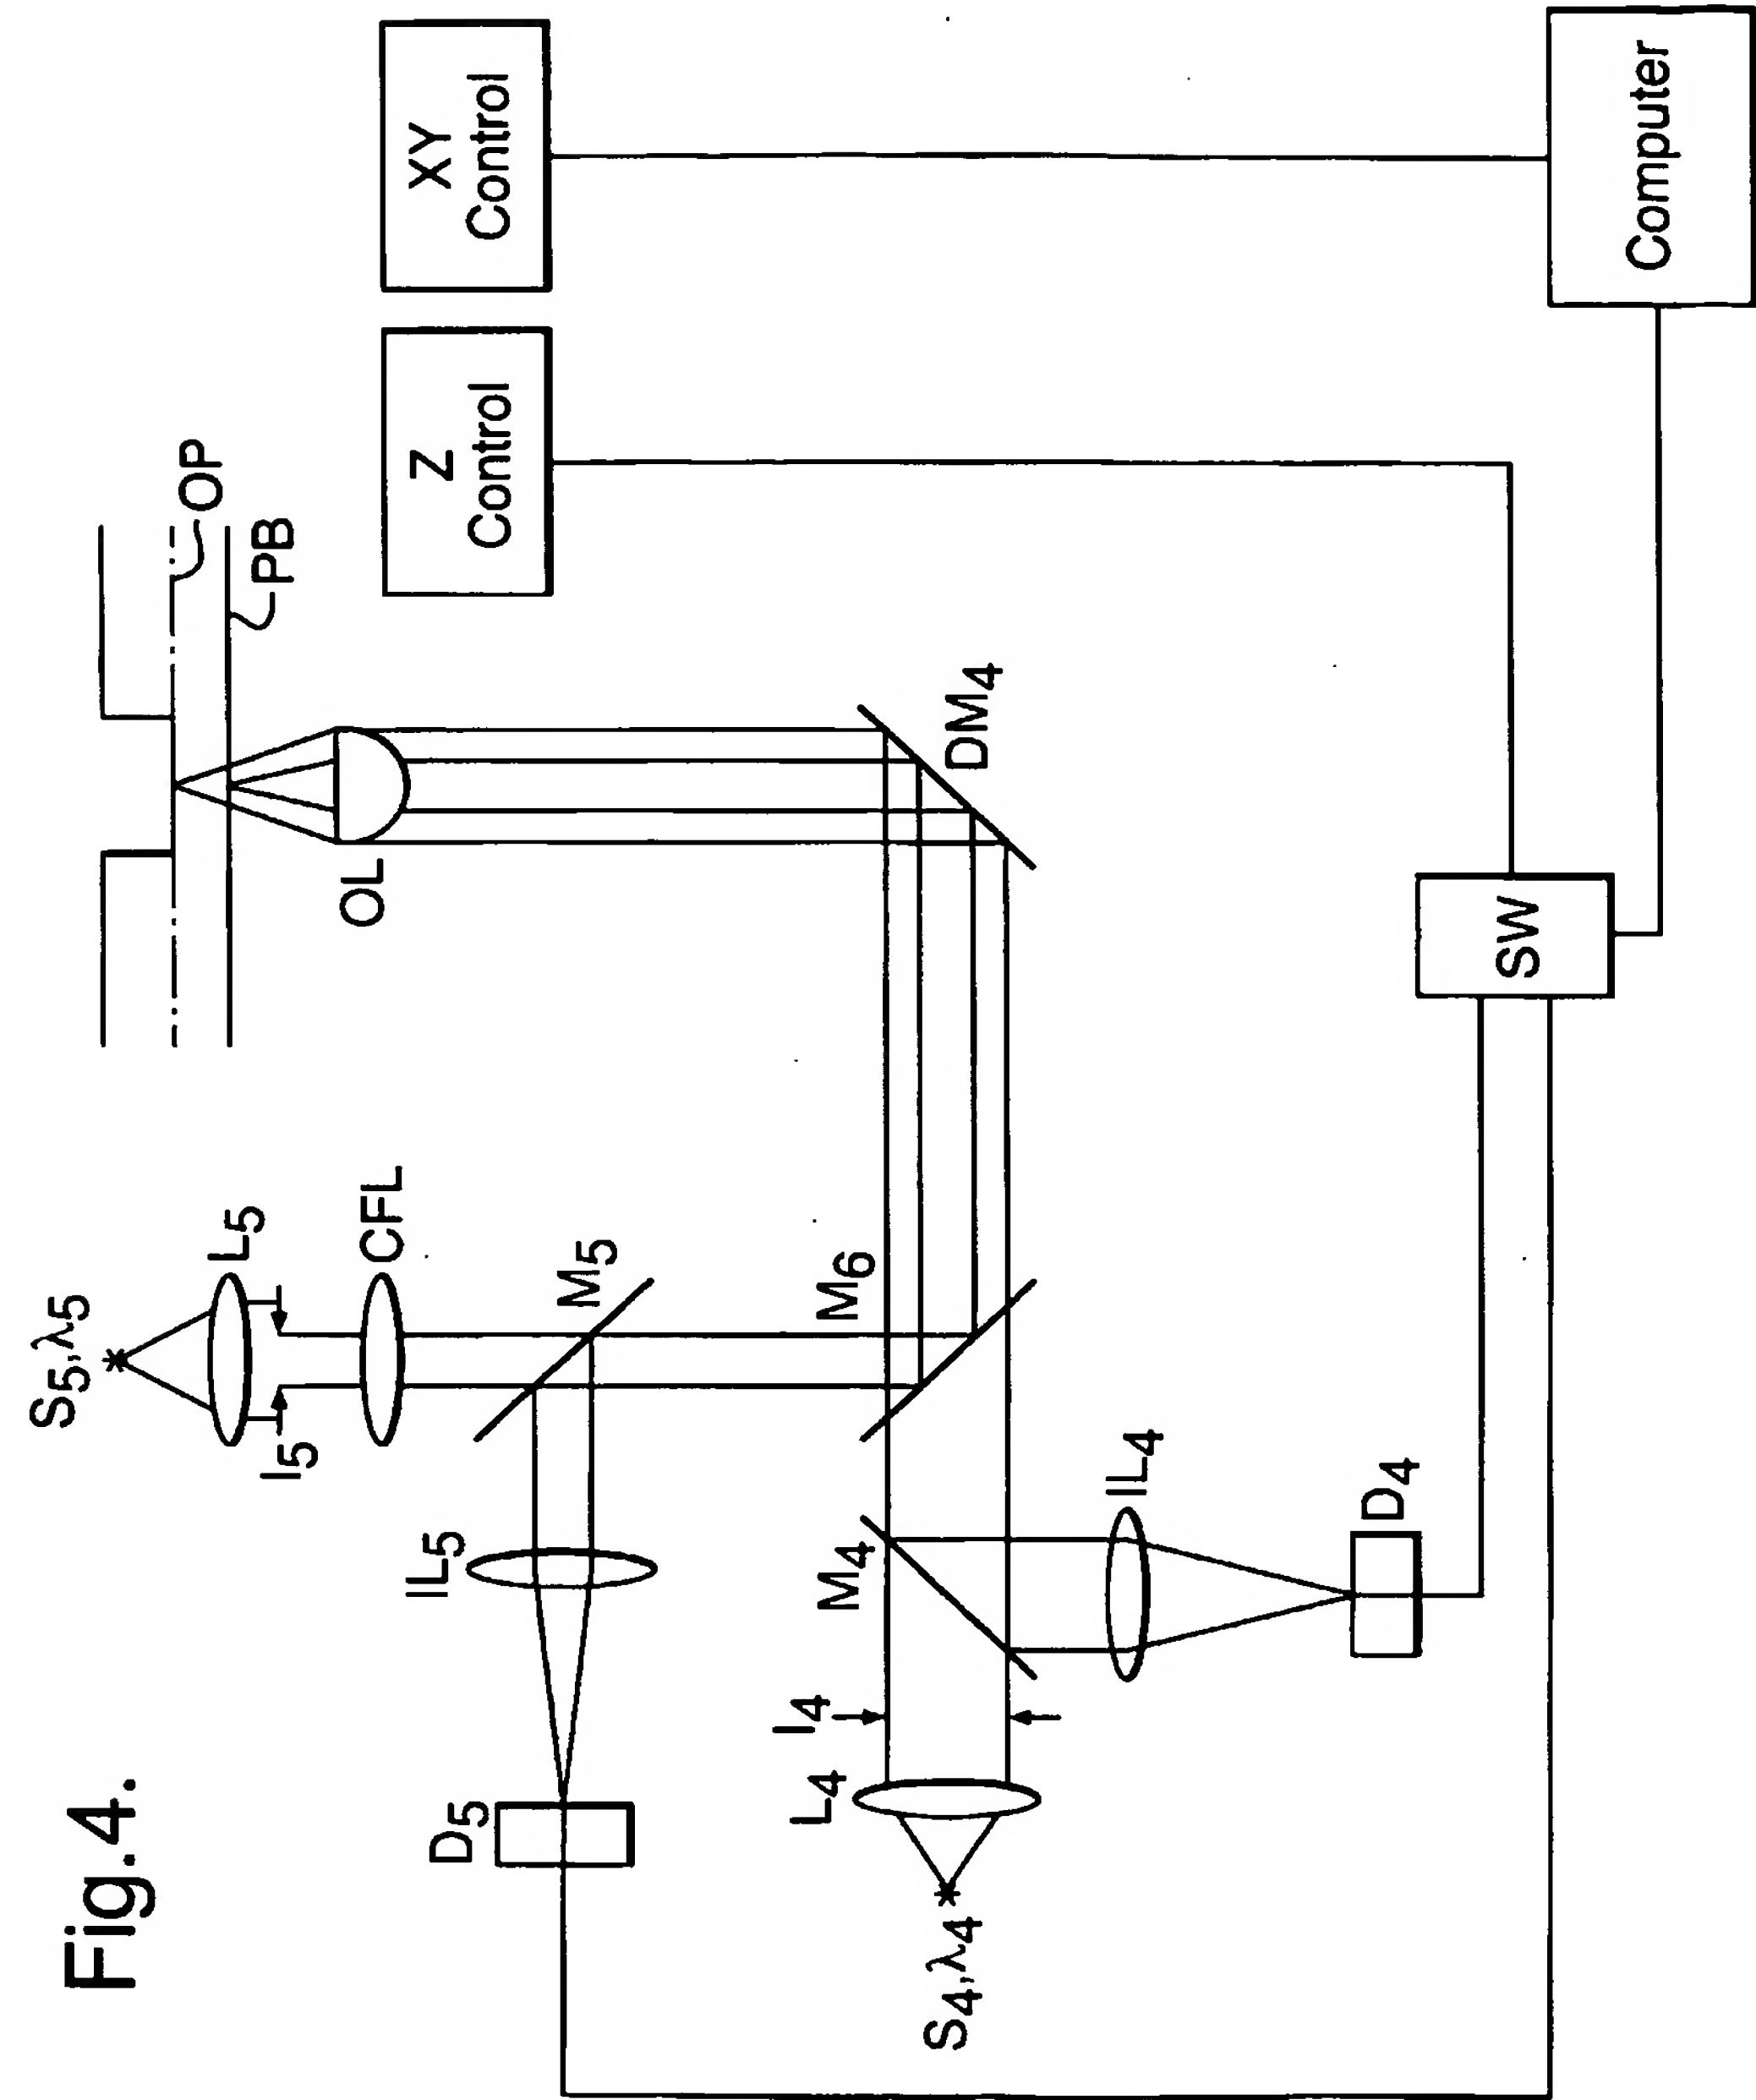 Fig.4.
S5,λ5
L5
I5
CFL
M5
IL5
D5
M6
M4
I4
L4
S4,λ4
IL4
D4
OL
OP
PB
DM4
Z
Control
XY
Control
SW
Computer